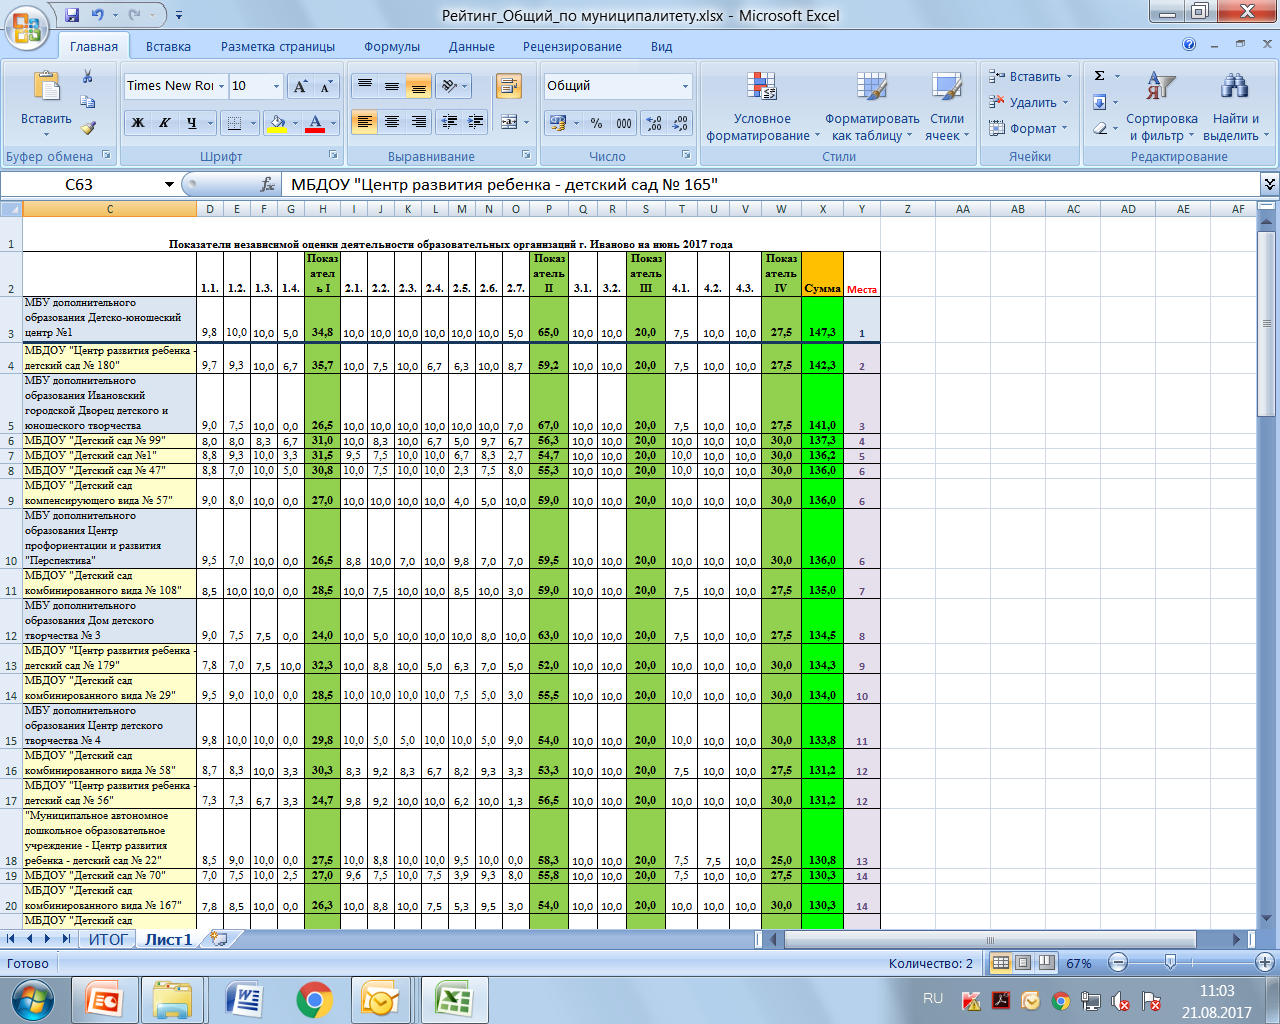 Рейтинг_Общий_по муниципалитету.xlsx - Microsoft Excel
Главная Вставка Разметка страницы Формулы Данные Рецензирование Вид
Times New Roi 10 Общий
Вставить
Ж К Ч
Условное форматирование Форматировать как таблицу Стили ячеек
Вставить
Удалить
Формат
Сортировка и фильтр Найти и выделить
Буфер обмена Шрифт Выравнивание Число Стили Ячейки Редактирование
C63 fx МБДОУ "Центр развития ребенка - детский сад № 165"
C D E F G H I J K L M N O P Q R S T U V W X Y Z AA AB AC AD AE AF
1 Показатели независимой оценки деятельности образовательных организаций г. Иваново на июнь 2017 года
2 1.1. 1.2. 1.3. 1.4. Показатель I 2.1. 2.2. 2.3. 2.4. 2.5. 2.6. 2.7. Показатель II 3.1. 3.2. Показатель III 4.1. 4.2. 4.3. Показатель IV Сумма Места
МБУ дополнительного
образования Детско-юношеский
3 центр №1 9,8 10,0 10,0 5,0 34,8 10,0 10,0 10,0 10,0 10,0 10,0 5,0 65,0 10,0 10,0 20,0 7,5 10,0 10,0 27,5 147,3 1
МБДОУ "Центр развития ребенка -
4 детский сад № 180" 9,7 9,3 10,0 6,7 35,7 10,0 7,5 10,0 6,7 6,3 10,0 8,7 59,2 10,0 10,0 20,0 7,5 10,0 10,0 27,5 142,3 2
МБУ дополнительного
образования Ивановский
городской Дворец детского и
5 юношеского творчества 9,0 7,5 10,0 0,0 26,5 10,0 10,0 10,0 10,0 10,0 10,0 7,0 67,0 10,0 10,0 20,0 7,5 10,0 10,0 27,5 141,0 3
6 МБДОУ "Детский сад № 99" 8,0 8,0 8,3 6,7 31,0 10,0 8,3 10,0 6,7 5,0 9,7 6,7 56,3 10,0 10,0 20,0 10,0 10,0 10,0 30,0 137,3 4
7 МБДОУ "Детский сад №1" 8,8 9,3 10,0 3,3 31,5 9,5 7,5 10,0 10,0 6,7 8,3 2,7 54,7 10,0 10,0 20,0 10,0 10,0 10,0 30,0 136,2 5
8 МБДОУ "Детский сад № 47" 8,8 7,0 10,0 5,0 30,8 10,0 7,5 10,0 10,0 2,3 7,5 8,0 55,3 10,0 10,0 20,0 10,0 10,0 10,0 30,0 136,0 6
МБДОУ "Детский сад
9 компенсирующего вида № 57" 9,0 8,0 10,0 0,0 27,0 10,0 10,0 10,0 10,0 4,0 5,0 10,0 59,0 10,0 10,0 20,0 10,0 10,0 10,0 30,0 136,0 6
МБУ дополнительного
образования Центр
профориентации и развития
10 "Перспектива" 9,5 7,0 10,0 0,0 26,5 8,8 10,0 7,0 10,0 9,8 7,0 7,0 59,5 10,0 10,0 20,0 10,0 10,0 10,0 30,0 136,0 6
МБДОУ "Детский сад
11 комбинированного вида № 108" 8,5 10,0 10,0 0,0 28,5 10,0 7,5 10,0 10,0 8,5 10,0 3,0 59,0 10,0 10,0 20,0 7,5 10,0 10,0 27,5 135,0 7
МБУ дополнительного
образования Дом детского
12 творчества № 3 9,0 7,5 7,5 0,0 24,0 10,0 5,0 10,0 10,0 10,0 8,0 10,0 63,0 10,0 10,0 20,0 7,5 10,0 10,0 27,5 134,5 8
МБДОУ "Центр развития ребенка -
13 детский сад № 179" 7,8 7,0 7,5 10,0 32,3 10,0 8,8 10,0 5,0 6,3 7,0 5,0 52,0 10,0 10,0 20,0 10,0 10,0 10,0 30,0 134,3 9
МБДОУ "Детский сад
14 комбинированного вида № 29" 9,5 9,0 10,0 0,0 28,5 10,0 10,0 10,0 10,0 7,5 5,0 3,0 55,5 10,0 10,0 20,0 10,0 10,0 10,0 30,0 134,0 10
МБУ дополнительного
образования Центр детского
15 творчества № 4 9,8 10,0 10,0 0,0 29,8 10,0 5,0 5,0 10,0 10,0 5,0 9,0 54,0 10,0 10,0 20,0 10,0 10,0 10,0 30,0 133,8 11
МБДОУ "Детский сад
16 комбинированного вида № 58" 8,7 8,3 10,0 3,3 30,3 8,3 9,2 8,3 6,7 8,2 9,3 3,3 53,3 10,0 10,0 20,0 7,5 10,0 10,0 27,5 131,2 12
МБДОУ "Центр развития ребенка -
17 детский сад № 56" 7,3 7,3 6,7 3,3 24,7 9,8 9,2 10,0 10,0 6,2 10,0 1,3 56,5 10,0 10,0 20,0 10,0 10,0 10,0 30,0 131,2 12
"Муниципальное автономное
дошкольное образовательное
учреждение - Центр развития
18 ребенка - детский сад № 22" 8,5 9,0 10,0 0,0 27,5 10,0 8,8 10,0 10,0 9,5 10,0 0,0 58,3 10,0 10,0 20,0 7,5 7,5 10,0 25,0 130,8 13
19 МБДОУ "Детский сад № 70" 7,0 7,5 10,0 2,5 27,0 9,6 7,5 10,0 7,5 3,9 9,3 8,0 55,8 10,0 10,0 20,0 7,5 10,0 10,0 27,5 130,3 14
МБДОУ "Детский сад
20 комбинированного вида № 167" 7,8 8,5 10,0 0,0 26,3 10,0 8,8 10,0 7,5 5,3 9,5 3,0 54,0 10,0 10,0 20,0 10,0 10,0 10,0 30,0 130,3 14
МБДОУ "Детский сад
ИТОГ Лист1
Готово Количество: 2 67%
RU 11:03
21.08.2017